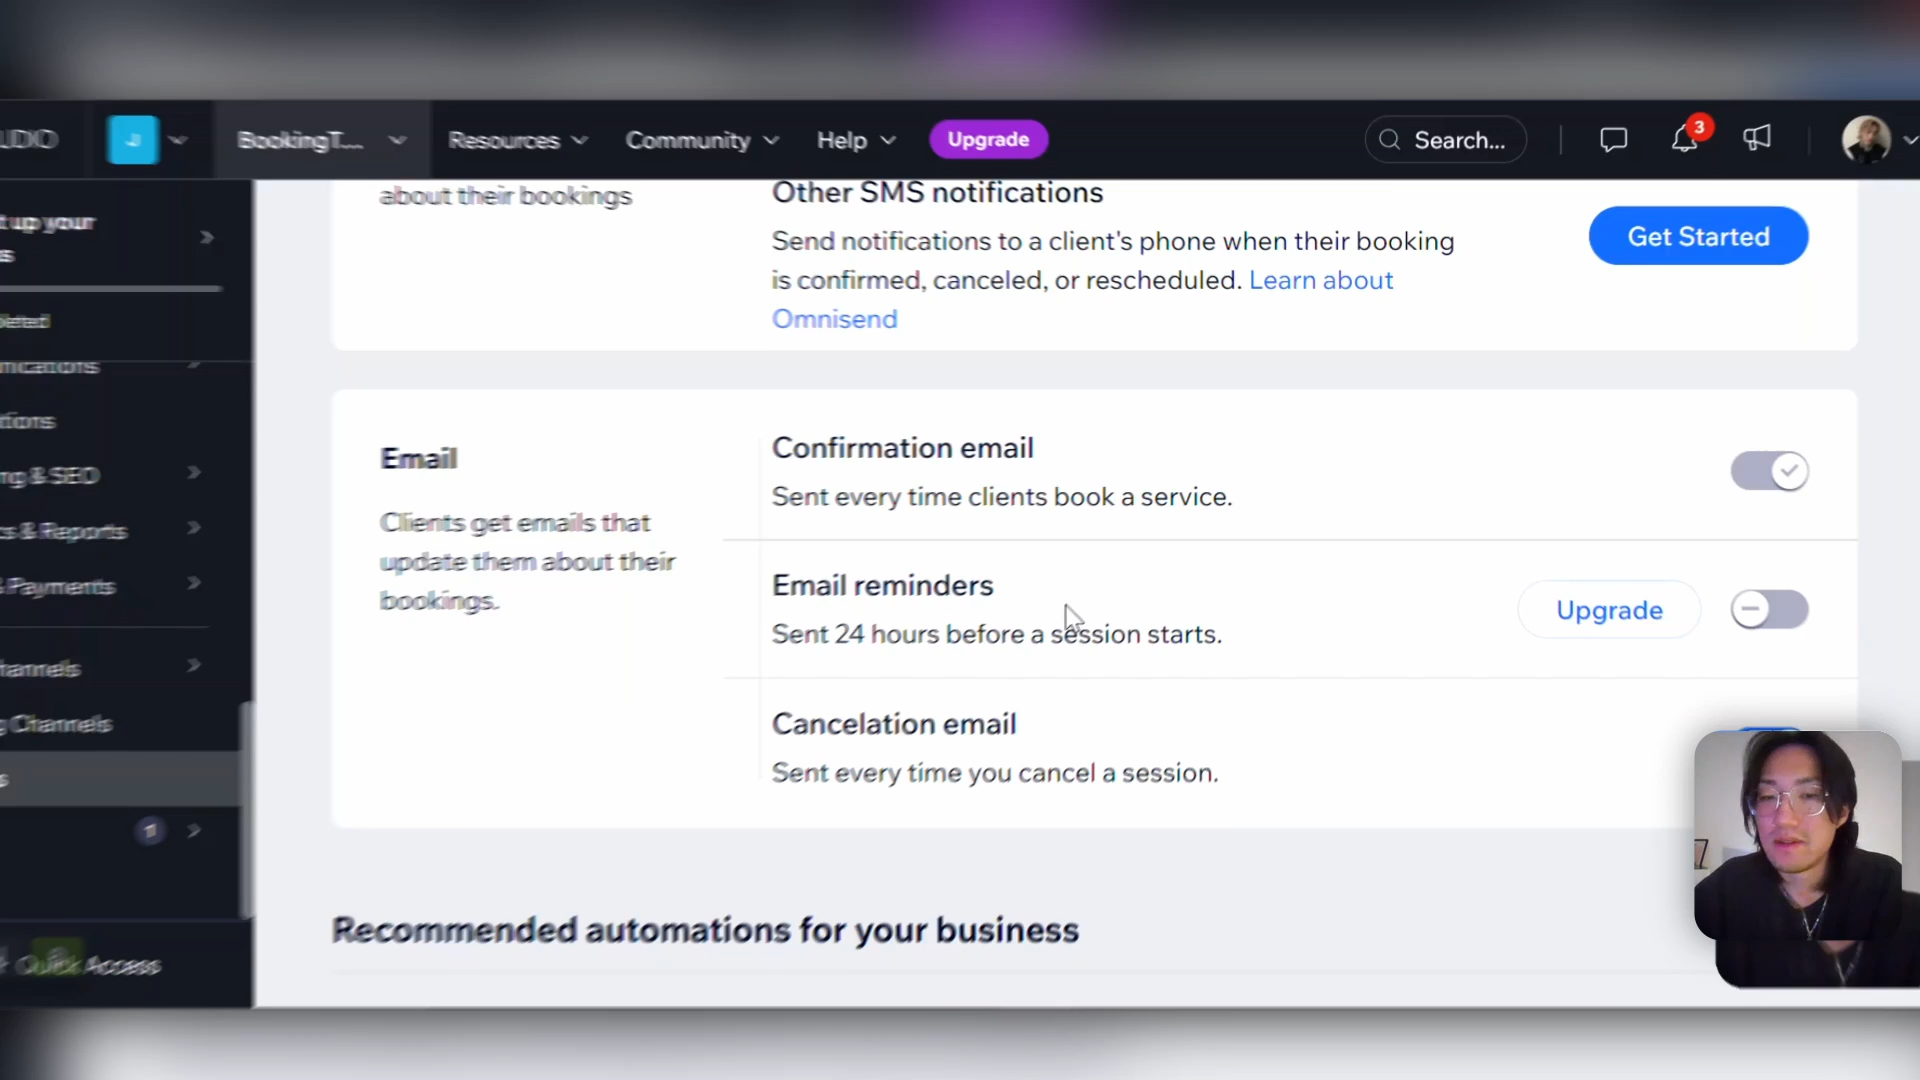 UDIO
J
BookingT...
Resources
Community
Help
Upgrade
Search...
3
t up your
s
nications
tions
ng & SEO
cs & Reports
& Payments
hannels
g Channels
s
1
Quick Access
about their bookings
Other SMS notifications
Send notifications to a client's phone when their booking
is confirmed, canceled, or rescheduled. Learn about
Omnisend
Get Started
Email
Clients get emails that
update them about their
bookings.
Confirmation email
Sent every time clients book a service.
Email reminders
Sent 24 hours before a session starts.
Upgrade
Cancelation email
Sent every time you cancel a session.
Recommended automations for your business